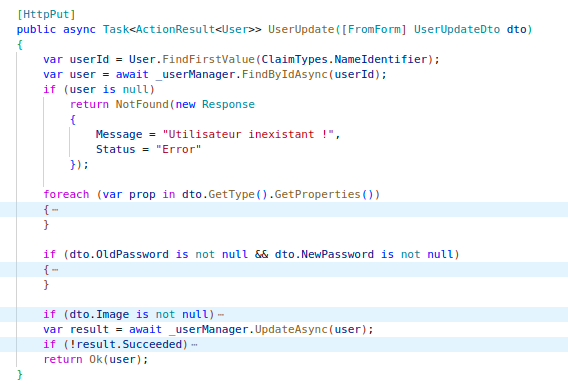 [HttpPut]
public async Task<ActionResult<User>> UserUpdate([FromForm] UserUpdateDto dto)
{
    var userId = User.FindFirstValue(ClaimTypes.NameIdentifier);
    var user = await _userManager.FindByIdAsync(userId);
    if (user is null)
        return NotFound(new Response
        {
            Message = "Utilisateur inexistant !",
            Status = "Error"
        });

    foreach (var prop in dto.GetType().GetProperties())
    {⋯
    }

    if (dto.OldPassword is not null && dto.NewPassword is not null)
    {⋯
    }

    if (dto.Image is not null)⋯
    var result = await _userManager.UpdateAsync(user);
    if (!result.Succeeded)⋯
    return Ok(user);
}